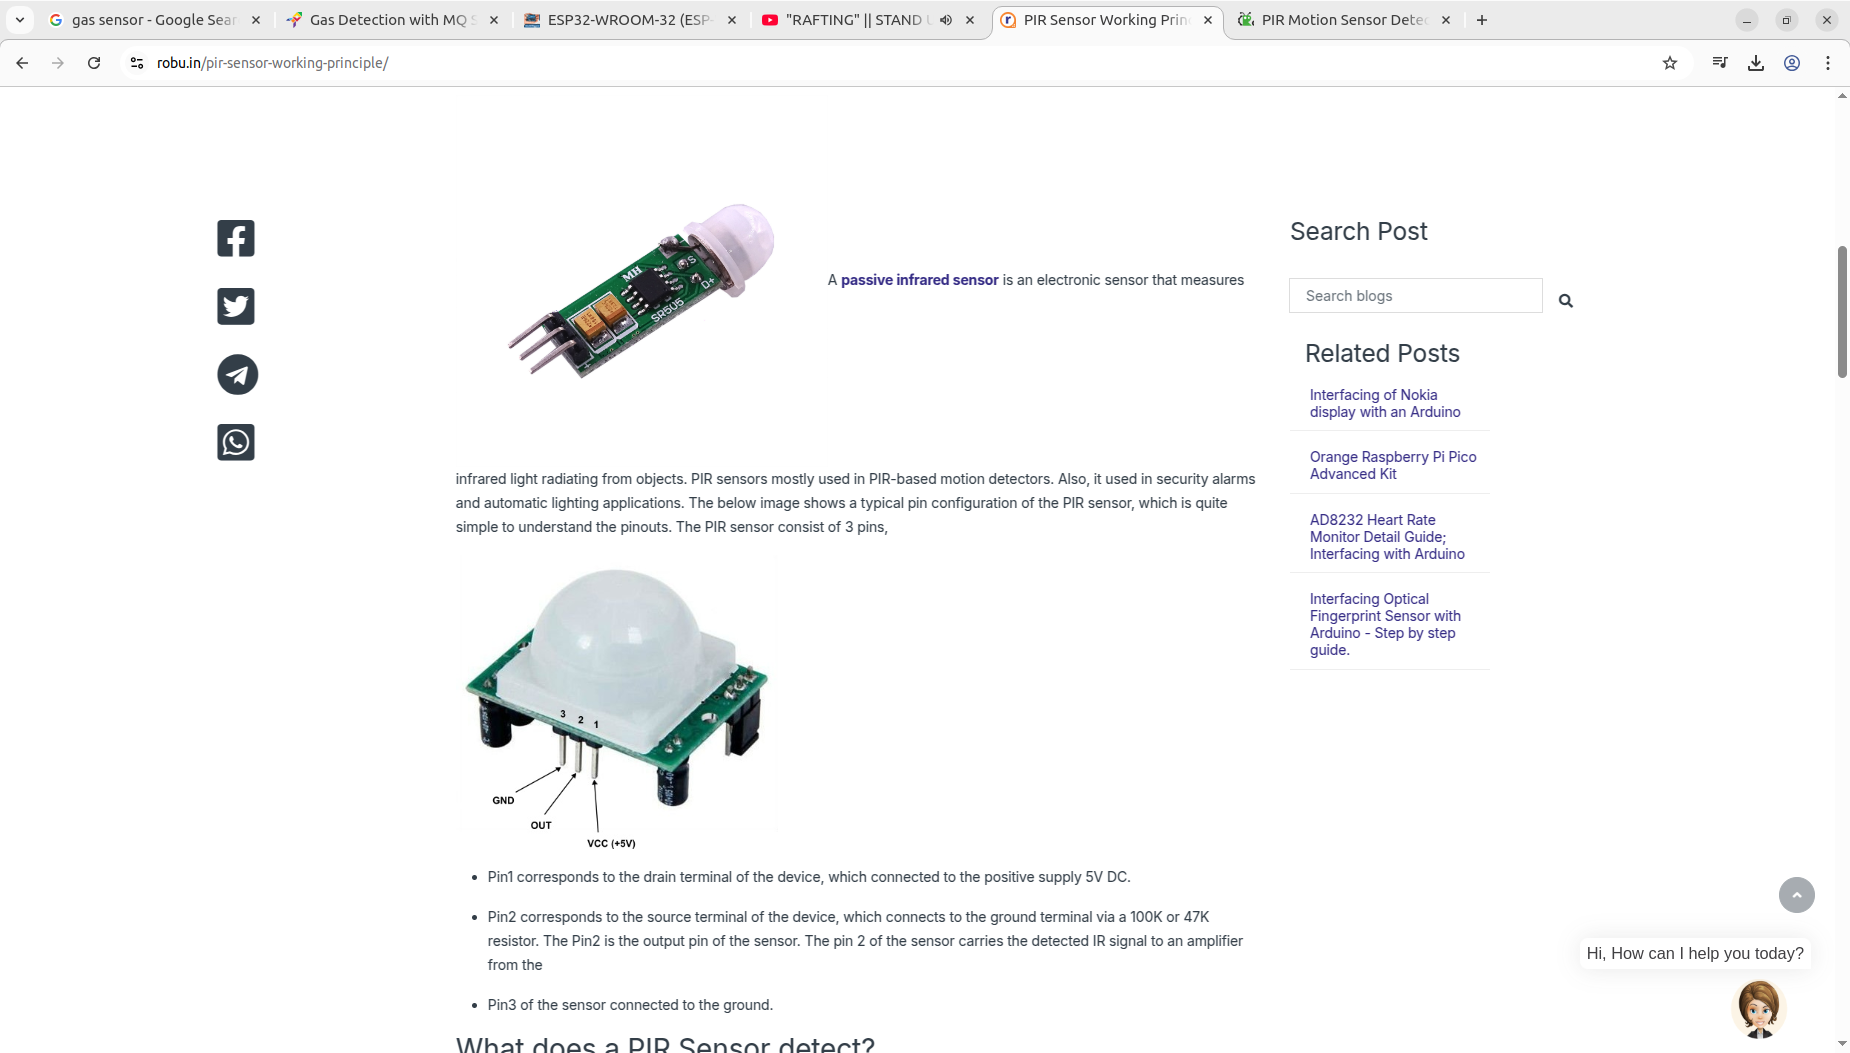 gas sensor - Google Sear
Gas Detection with MQ S
ESP32-WROOM-32 (ESP-
"RAFTING" || STAND U
PIR Sensor Working Prin
PIR Motion Sensor Detec
robu.in/pir-sensor-working-principle/
MH
S
D+
SR505
A passive infrared sensor is an electronic sensor that measures
infrared light radiating from objects. PIR sensors mostly used in PIR-based motion detectors. Also, it used in security alarms
and automatic lighting applications. The below image shows a typical pin configuration of the PIR sensor, which is quite
simple to understand the pinouts. The PIR sensor consist of 3 pins,
3 2 1
GND
OUT
VCC (+5V)
Pin1 corresponds to the drain terminal of the device, which connected to the positive supply 5V DC.
Pin2 corresponds to the source terminal of the device, which connects to the ground terminal via a 100K or 47K
resistor. The Pin2 is the output pin of the sensor. The pin 2 of the sensor carries the detected IR signal to an amplifier
from the
Pin3 of the sensor connected to the ground.
What does a PIR Sensor detect?
Search Post
Search blogs
Related Posts
Interfacing of Nokia
display with an Arduino
Orange Raspberry Pi Pico
Advanced Kit
AD8232 Heart Rate
Monitor Detail Guide;
Interfacing with Arduino
Interfacing Optical
Fingerprint Sensor with
Arduino - Step by step
guide.
Hi, How can I help you today?